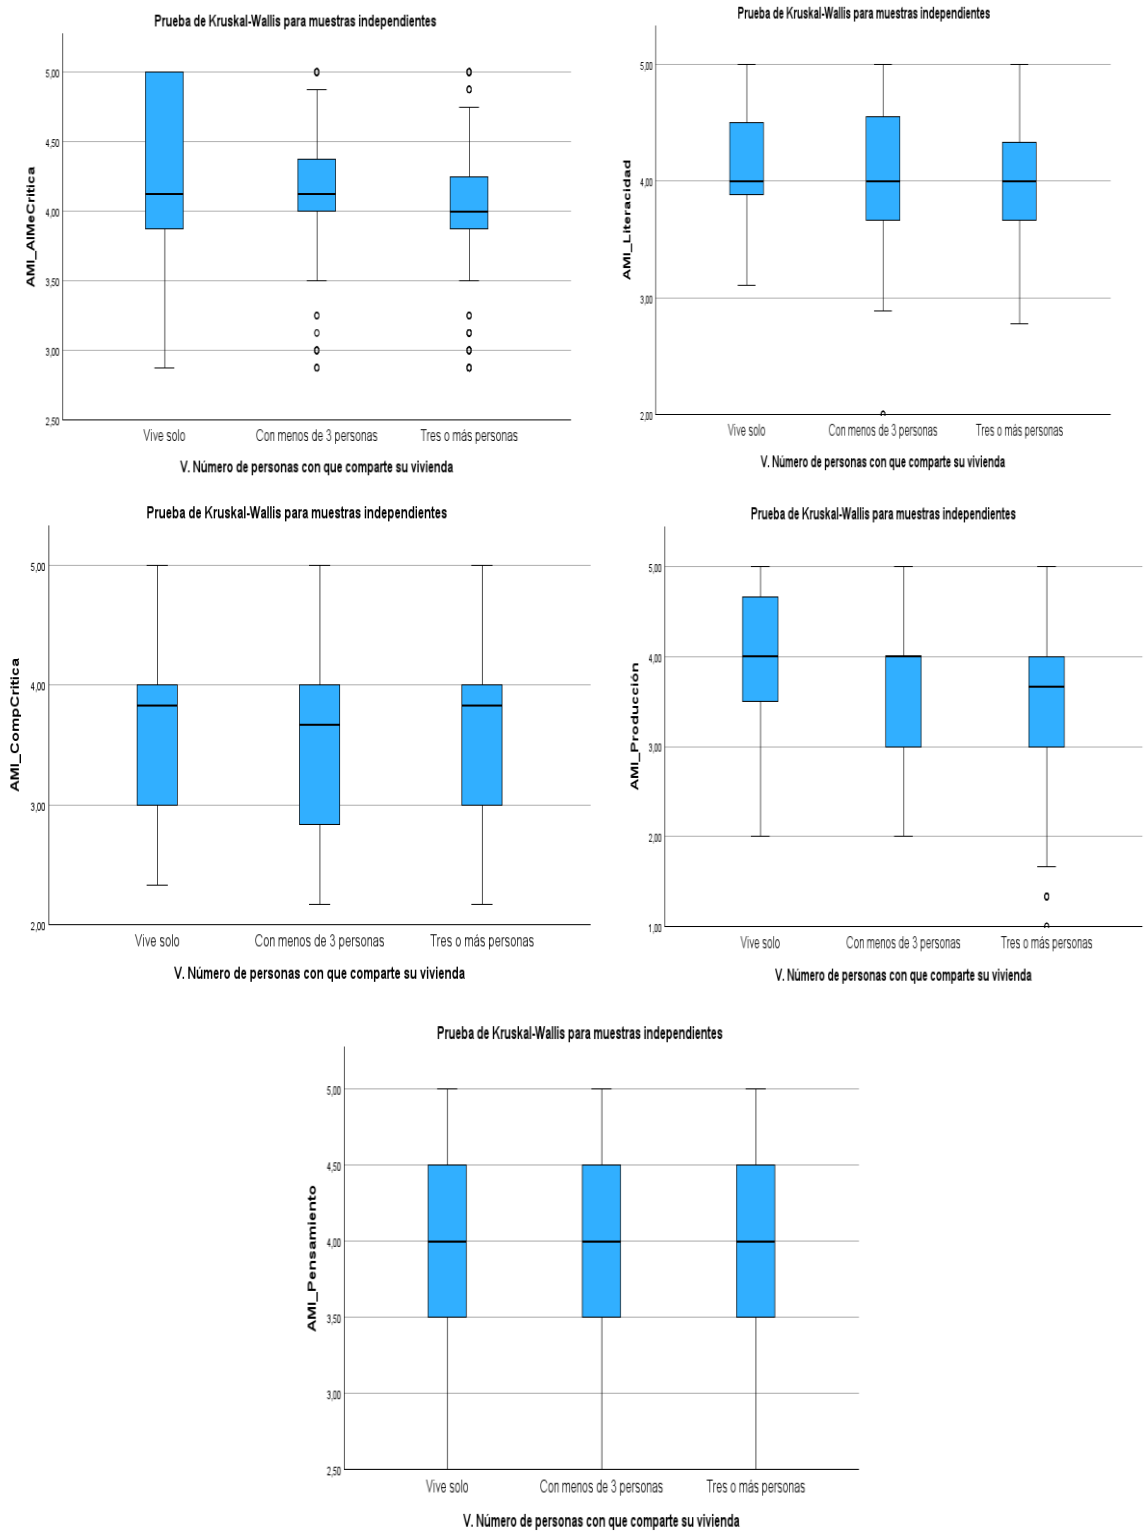 Prueba de Kruskal-Wallis para muestras independientes
AMI_AlMeCritica
5,00
4,50
4,00
3,50
3,00
2,50
Vive solo
Con menos de 3 personas
Tres o más personas
V. Número de personas con que comparte su vivienda
Prueba de Kruskal-Wallis para muestras independientes
AMI_Literacidad
5,00
4,00
3,00
2,00
Vive solo
Con menos de 3 personas
Tres o más personas
V. Número de personas con que comparte su vivienda
Prueba de Kruskal-Wallis para muestras independientes
AMI_CompCritica
5,00
4,00
3,00
2,00
Vive solo
Con menos de 3 personas
Tres o más personas
V. Número de personas con que comparte su vivienda
Prueba de Kruskal-Wallis para muestras independientes
AMI_Producción
5,00
4,00
3,00
2,00
1,00
Vive solo
Con menos de 3 personas
Tres o más personas
V. Número de personas con que comparte su vivienda
Prueba de Kruskal-Wallis para muestras independientes
AMI_Pensamiento
5,00
4,50
4,00
3,50
3,00
2,50
Vive solo
Con menos de 3 personas
Tres o más personas
V. Número de personas con que comparte su vivienda